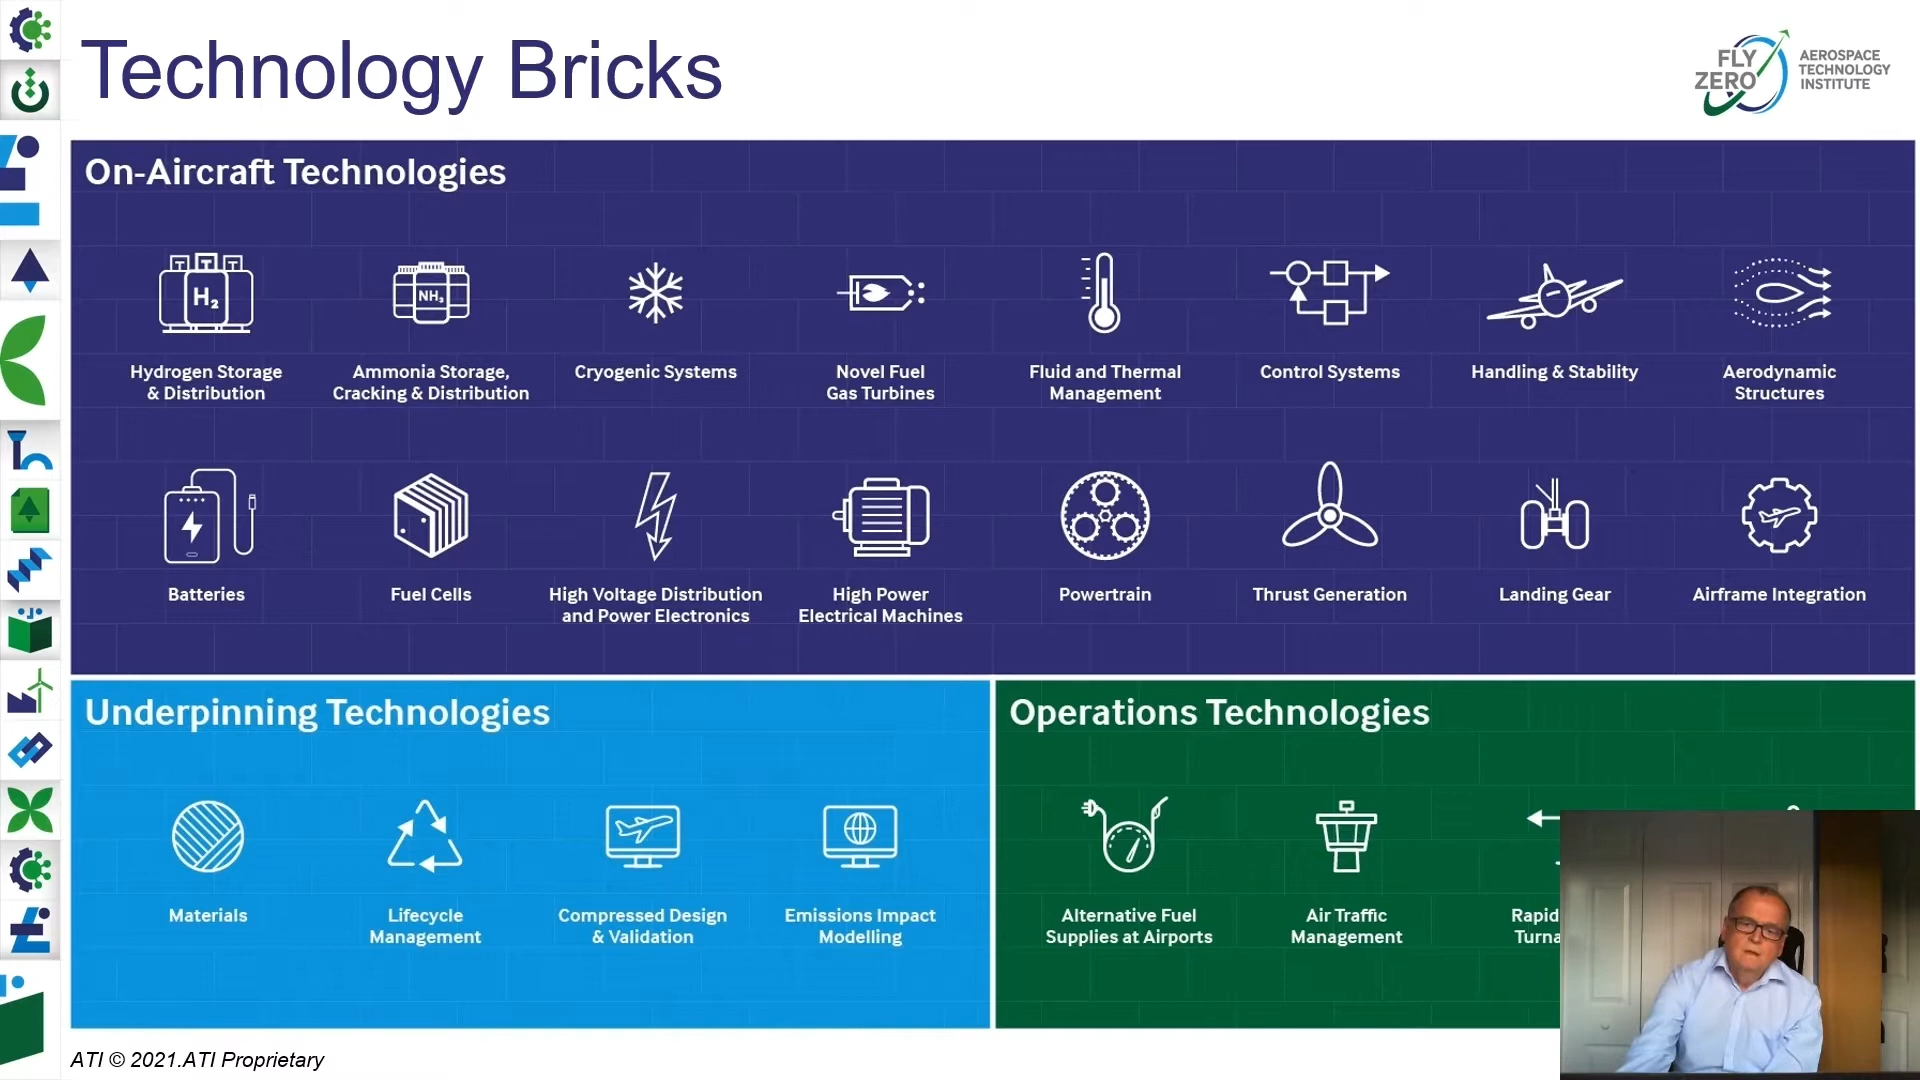 Technology Bricks
FLY
ZERO
AEROSPACE
TECHNOLOGY
INSTITUTE
On-Aircraft Technologies
H₂
NH₃
Hydrogen Storage
& Distribution
Ammonia Storage,
Cracking & Distribution
Cryogenic Systems
Novel Fuel
Gas Turbines
Fluid and Thermal
Management
Control Systems
Handling & Stability
Aerodynamic
Structures
Batteries
Fuel Cells
High Voltage Distribution
and Power Electronics
High Power
Electrical Machines
Powertrain
Thrust Generation
Landing Gear
Airframe Integration
Underpinning Technologies
Materials
Lifecycle
Management
Compressed Design
& Validation
Emissions Impact
Modelling
Operations Technologies
Alternative Fuel
Supplies at Airports
Air Traffic
Management
Rapid
ATI © 2021.ATI Proprietary